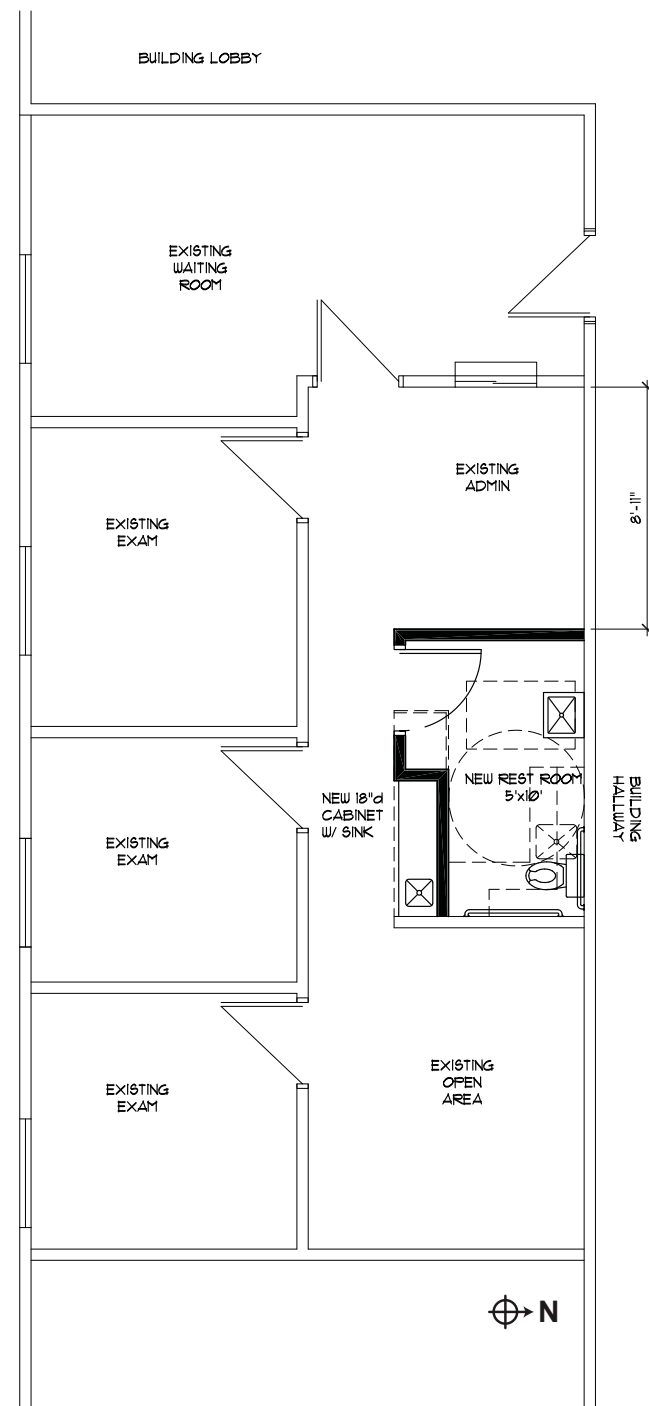 BUILDING LOBBY
EXISTING
WAITING
ROOM
EXISTING
ADMIN
8'-11"
EXISTING
EXAM
NEW REST ROOM
5'x10'
BUILDING
HALLWAY
NEW 18"d
CABINET
W/ SINK
EXISTING
EXAM
EXISTING
OPEN
AREA
EXISTING
EXAM
N